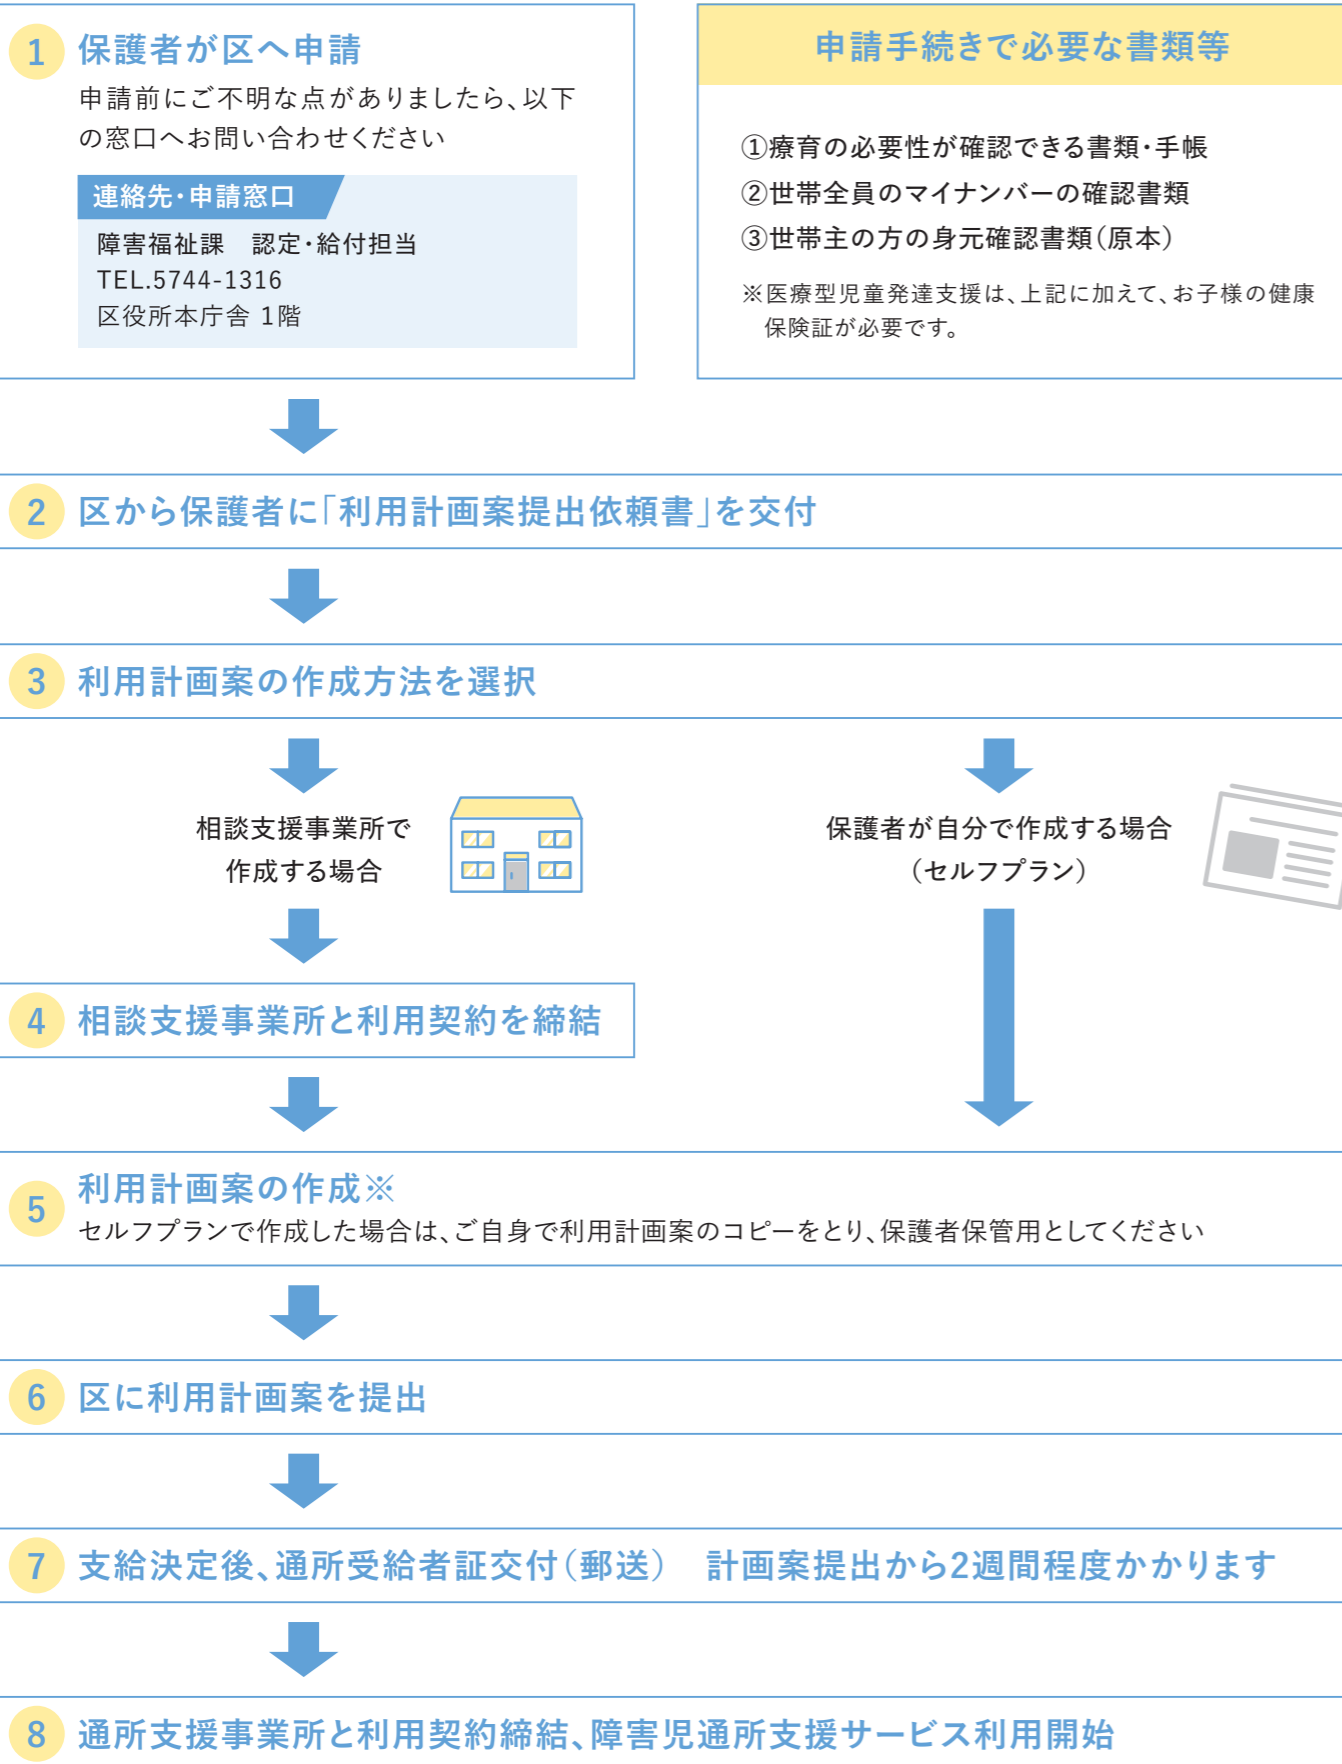 1 保護者が区へ申請
申請前にご不明な点がありましたら、以下
の窓口へお問い合わせください
連絡先・申請窓口
障害福祉課　認定・給付担当
TEL.5744-1316
区役所本庁舎 1階
申請手続きで必要な書類等
①療育の必要性が確認できる書類・手帳
②世帯全員のマイナンバーの確認書類
③世帯主の方の身元確認書類（原本）
※医療型児童発達支援は、上記に加えて、お子様の健康
保険証が必要です。
2 区から保護者に「利用計画案提出依頼書」を交付
3 利用計画案の作成方法を選択
相談支援事業所で
作成する場合
保護者が自分で作成する場合
（セルフプラン）
4 相談支援事業所と利用契約を締結
5 利用計画案の作成※
セルフプランで作成した場合は、ご自身で利用計画案のコピーをとり、保護者保管用としてください
6 区に利用計画案を提出
7 支給決定後、通所受給者証交付（郵送）　計画案提出から2週間程度かかります
8 通所支援事業所と利用契約締結、障害児通所支援サービス利用開始